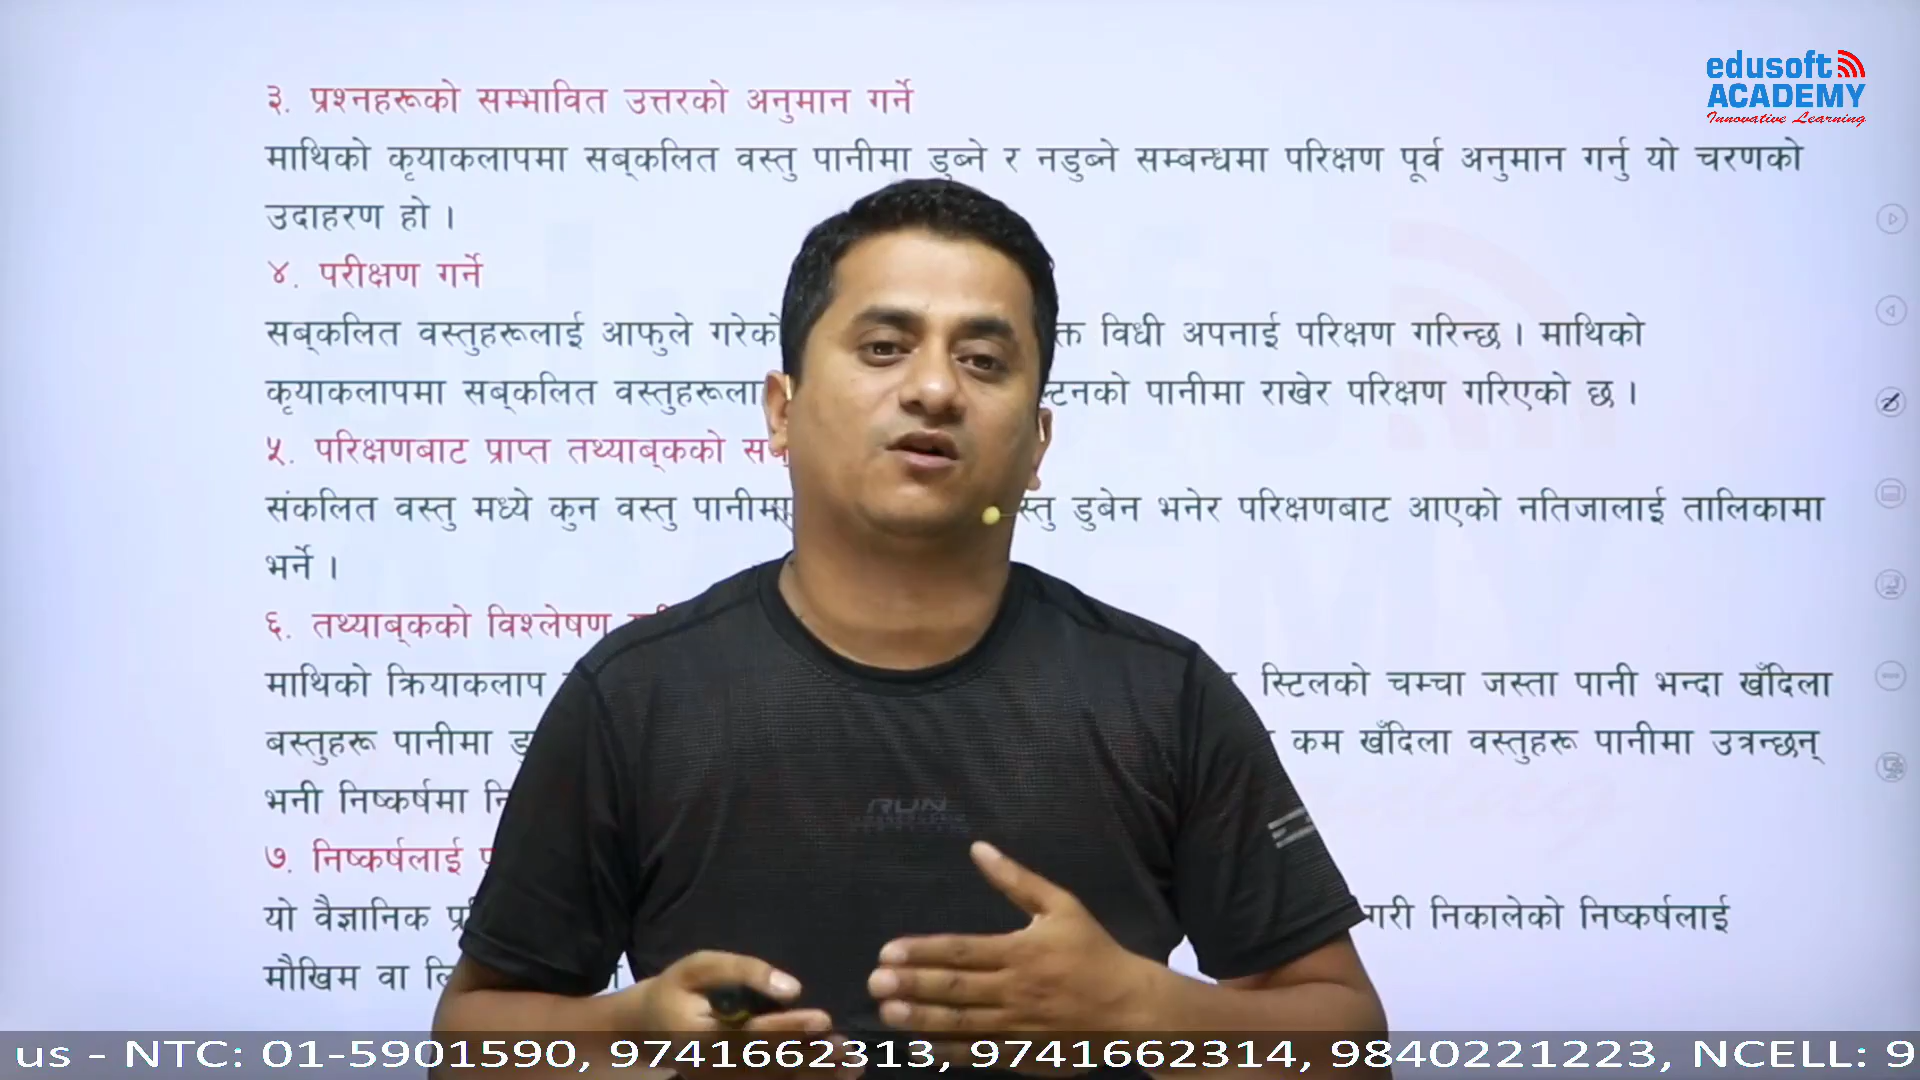 edusoft
ACADEMY
Innovative Learning
३. प्रश्नहरूको सम्भावित उत्तरको अनुमान गर्ने
माथिको कृयाकलापमा सब्कलित वस्तु पानीमा डुब्ने र नडुब्ने सम्बन्धमा परिक्षण पूर्व अनुमान गर्नु यो चरणको
उदाहरण हो ।
४. परीक्षण गर्ने
सब्कलित वस्तुहरूलाई आफुले गरेको विधी अपनाई परिक्षण गरिन्छ । माथिको
कृयाकलापमा सब्कलित पानीमा राखेर परिक्षण गरिएको छ ।
५. परिक्षणबाट प्राप्त तथ्याब्कको
संकलित वस्तु मध्ये कुन वस्तु पानीमा डुबेन भनेर परिक्षणबाट आएको नतिजालाई तालिकामा
भर्ने ।
६. तथ्याब्कको विश्लेषण
माथिको क्रियाकलाप स्टिलको चम्चा जस्ता पानी भन्दा खँदिला
बस्तुहरू पानीमा कम खँदिला वस्तुहरू पानीमा उत्रन्छन्
भनी निष्कर्षमा
७. निष्कर्षलाई
यो वैज्ञानिक गरी निकालेको निष्कर्षलाई
मौखिम वा
RUN
us - NTC: 01-5901590, 9741662313, 9741662314, 9840221223, NCELL: 9